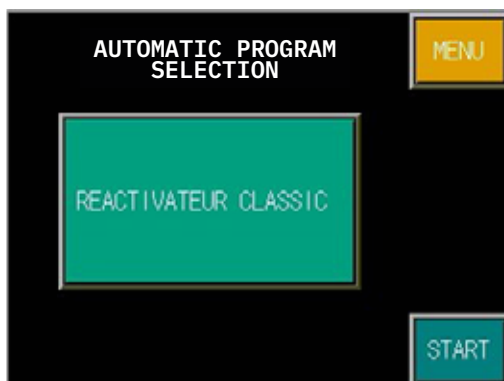 AUTOMATIC PROGRAM
SELECTION
MENU
REACTIVATEUR CLASSIC
START